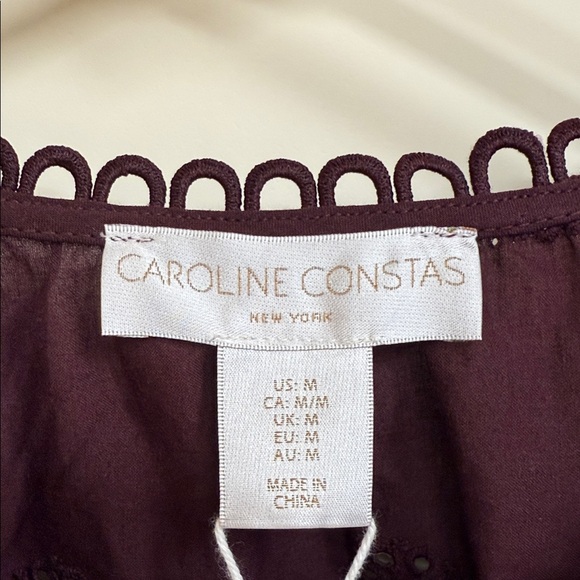 CAROLINE CONSTAS
NEW YORK
US: M
CA: M/M
UK: M
EU: M
AU: M
MADE IN
CHINA